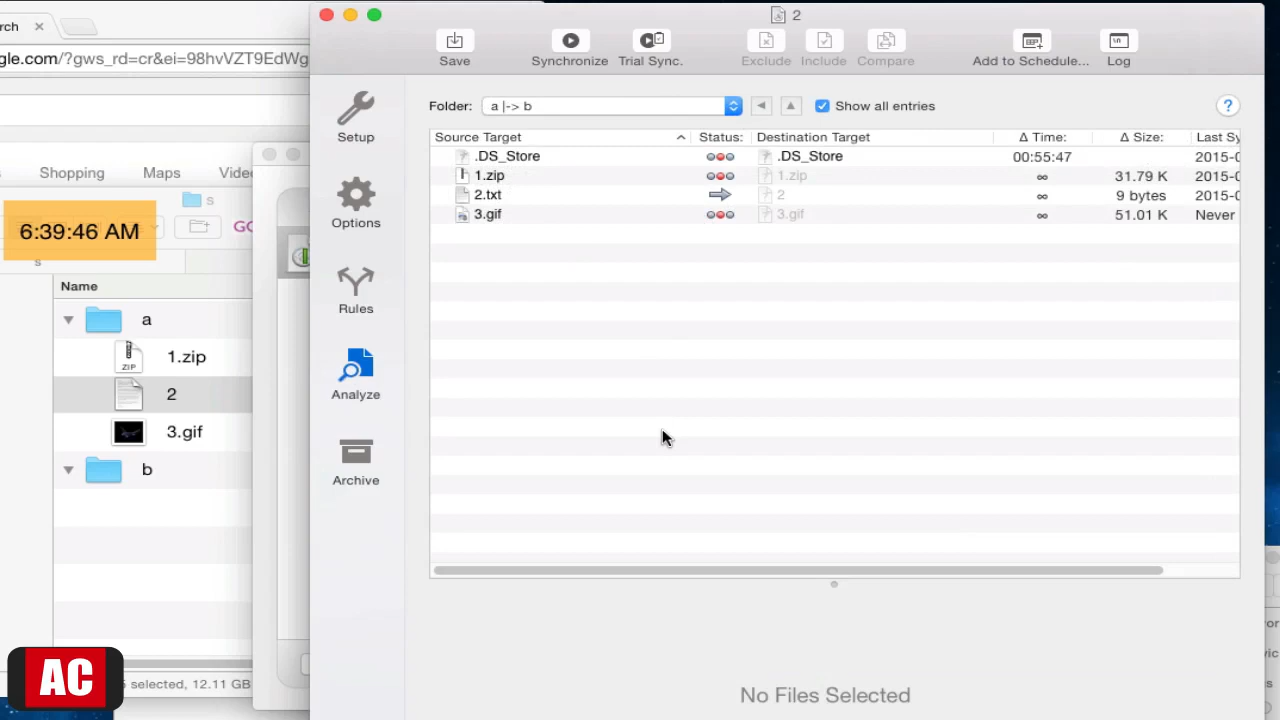 rch
2
gle.com/?gws_rd=cr&ei=98hvVZT9EdWg
Save
Synchronize
Trial Sync.
Exclude
Include
Compare
Add to Schedule...
Log
Shopping
Maps
Vide
s
6:39:46 AM
GO
s
Name
a
1.zip
ZIP
2
3.gif
b
selected, 12.11 GB
AC
Setup
Options
Rules
Analyze
Archive
Folder:
a |-> b
Show all entries
?
Source Target
Status:
Destination Target
Δ Time:
Δ Size:
Last Sy
.DS_Store
.DS_Store
00:55:47
2015-0
1.zip
1.zip
∞
31.79 K
2015-0
2.txt
2
∞
9 bytes
2015-0
3.gif
3.gif
∞
51.01 K
Never
No Files Selected